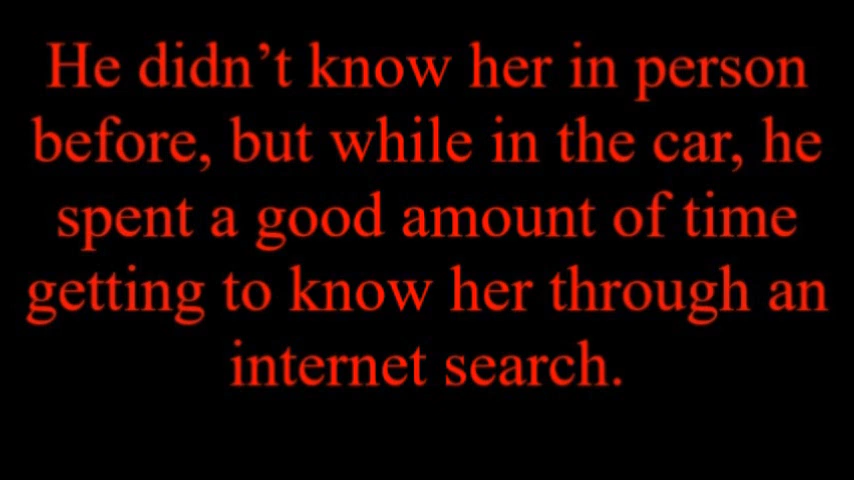 He didn’t know her in person
before, but while in the car, he
spent a good amount of time
getting to know her through an
internet search.